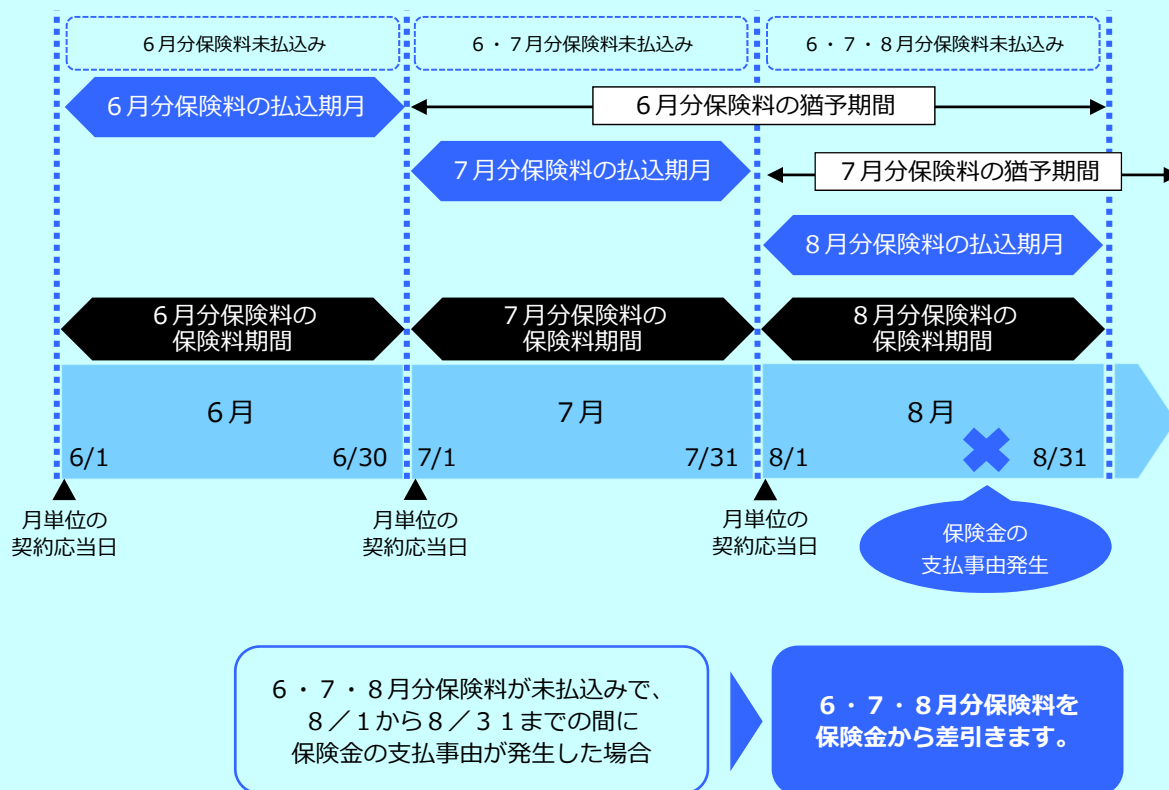 ６月分保険料未払込み
６・７月分保険料未払込み
６・７・８月分保険料未払込み
６月分保険料の払込期月
６月分保険料の猶予期間
７月分保険料の払込期月
７月分保険料の猶予期間
８月分保険料の払込期月
６月分保険料の
保険料期間
７月分保険料の
保険料期間
８月分保険料の
保険料期間
６月
７月
８月
6/1
6/30
7/1
7/31
8/1
8/31
月単位の
契約応当日
月単位の
契約応当日
月単位の
契約応当日
保険金の
支払事由発生
６・７・８月分保険料が未払込みで、
８／１から８／３１までの間に
保険金の支払事由が発生した場合
６・７・８月分保険料を
保険金から差引きます。